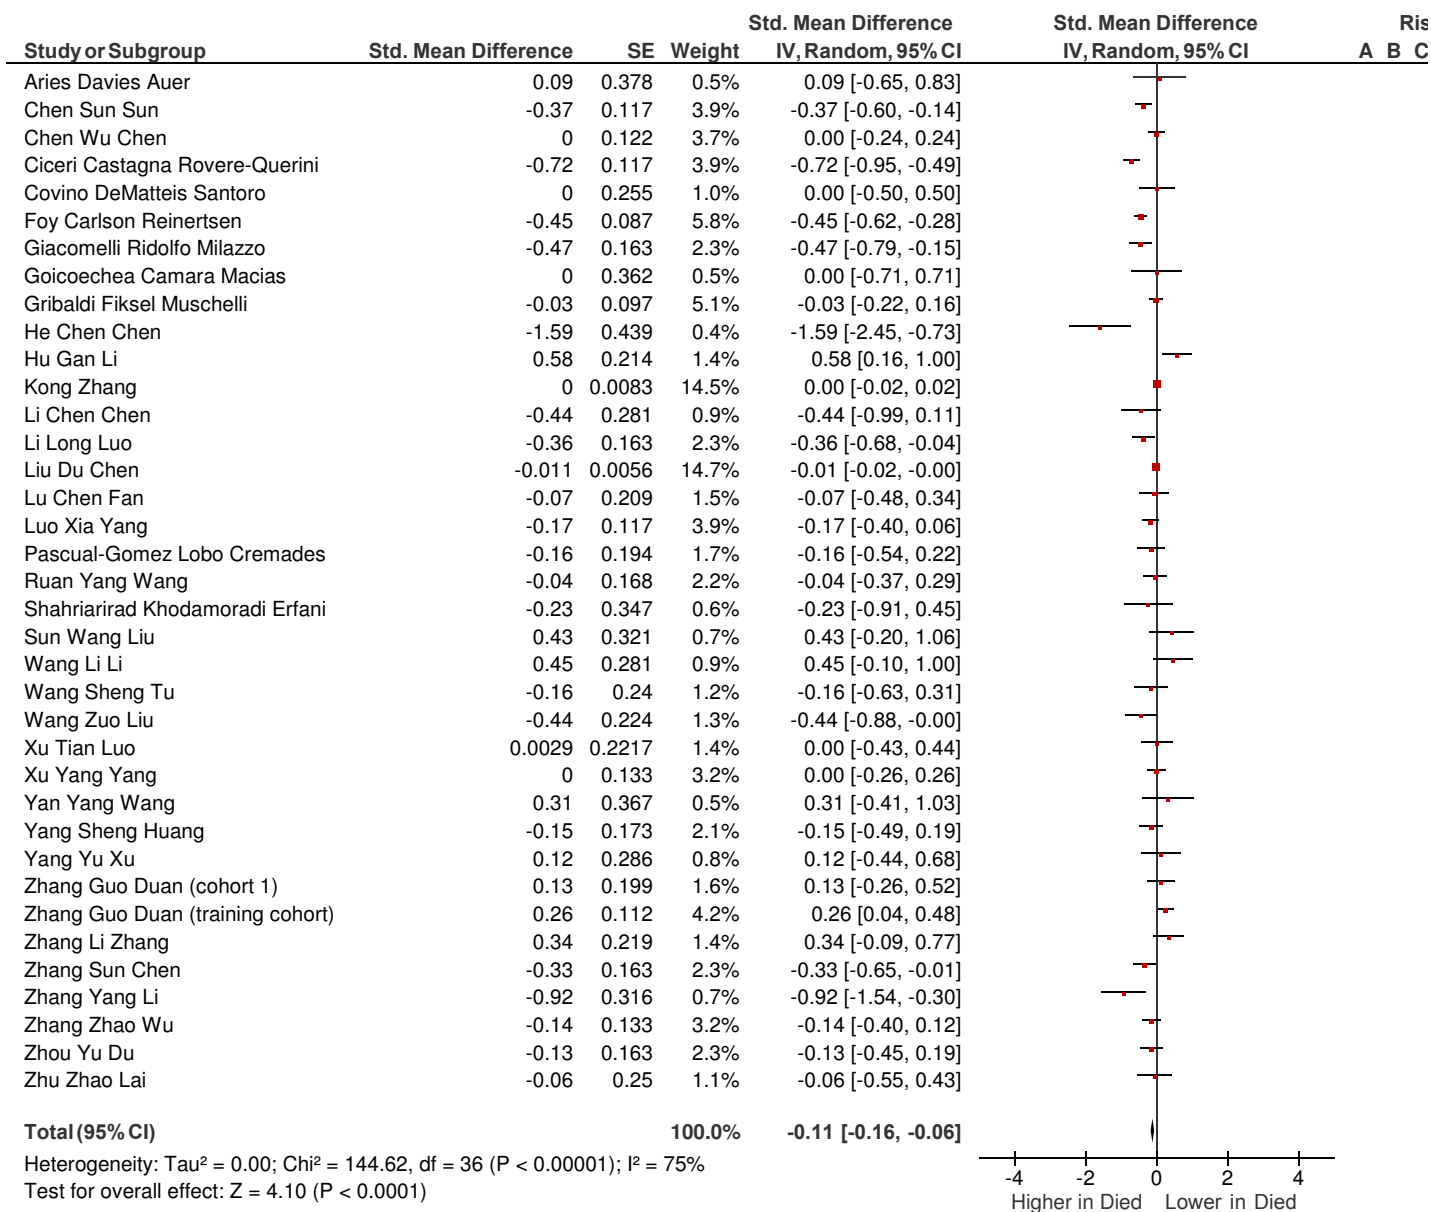 Std. Mean Difference Std. Mean Difference Ris
Study or Subgroup Std. Mean Difference SE Weight IV, Random, 95% CI IV, Random, 95% CI A B C
Aries Davies Auer 0.09 0.378 0.5% 0.09 [-0.65, 0.83]
Chen Sun Sun -0.37 0.117 3.9% -0.37 [-0.60, -0.14]
Chen Wu Chen 0 0.122 3.7% 0.00 [-0.24, 0.24]
Ciceri Castagna Rovere-Querini -0.72 0.117 3.9% -0.72 [-0.95, -0.49]
Covino DeMatteis Santoro 0 0.255 1.0% 0.00 [-0.50, 0.50]
Foy Carlson Reinertsen -0.45 0.087 5.8% -0.45 [-0.62, -0.28]
Giacomelli Ridolfo Milazzo -0.47 0.163 2.3% -0.47 [-0.79, -0.15]
Goicoechea Camara Macias 0 0.362 0.5% 0.00 [-0.71, 0.71]
Gribaldi Fiksel Muschelli -0.03 0.097 5.1% -0.03 [-0.22, 0.16]
He Chen Chen -1.59 0.439 0.4% -1.59 [-2.45, -0.73]
Hu Gan Li 0.58 0.214 1.4% 0.58 [0.16, 1.00]
Kong Zhang 0 0.0083 14.5% 0.00 [-0.02, 0.02]
Li Chen Chen -0.44 0.281 0.9% -0.44 [-0.99, 0.11]
Li Long Luo -0.36 0.163 2.3% -0.36 [-0.68, -0.04]
Liu Du Chen -0.011 0.0056 14.7% -0.01 [-0.02, -0.00]
Lu Chen Fan -0.07 0.209 1.5% -0.07 [-0.48, 0.34]
Luo Xia Yang -0.17 0.117 3.9% -0.17 [-0.40, 0.06]
Pascual-Gomez Lobo Cremades -0.16 0.194 1.7% -0.16 [-0.54, 0.22]
Ruan Yang Wang -0.04 0.168 2.2% -0.04 [-0.37, 0.29]
Shahriarirad Khodamoradi Erfani -0.23 0.347 0.6% -0.23 [-0.91, 0.45]
Sun Wang Liu 0.43 0.321 0.7% 0.43 [-0.20, 1.06]
Wang Li Li 0.45 0.281 0.9% 0.45 [-0.10, 1.00]
Wang Sheng Tu -0.16 0.24 1.2% -0.16 [-0.63, 0.31]
Wang Zuo Liu -0.44 0.224 1.3% -0.44 [-0.88, -0.00]
Xu Tian Luo 0.0029 0.2217 1.4% 0.00 [-0.43, 0.44]
Xu Yang Yang 0 0.133 3.2% 0.00 [-0.26, 0.26]
Yan Yang Wang 0.31 0.367 0.5% 0.31 [-0.41, 1.03]
Yang Sheng Huang -0.15 0.173 2.1% -0.15 [-0.49, 0.19]
Yang Yu Xu 0.12 0.286 0.8% 0.12 [-0.44, 0.68]
Zhang Guo Duan (cohort 1) 0.13 0.199 1.6% 0.13 [-0.26, 0.52]
Zhang Guo Duan (training cohort) 0.26 0.112 4.2% 0.26 [0.04, 0.48]
Zhang Li Zhang 0.34 0.219 1.4% 0.34 [-0.09, 0.77]
Zhang Sun Chen -0.33 0.163 2.3% -0.33 [-0.65, -0.01]
Zhang Yang Li -0.92 0.316 0.7% -0.92 [-1.54, -0.30]
Zhang Zhao Wu -0.14 0.133 3.2% -0.14 [-0.40, 0.12]
Zhou Yu Du -0.13 0.163 2.3% -0.13 [-0.45, 0.19]
Zhu Zhao Lai -0.06 0.25 1.1% -0.06 [-0.55, 0.43]
Total (95% CI) 100.0% -0.11 [-0.16, -0.06]
Heterogeneity: Tau² = 0.00; Chi² = 144.62, df = 36 (P < 0.00001); I² = 75%
Test for overall effect: Z = 4.10 (P < 0.0001)
-4 -2 0 2 4
Higher in Died Lower in Died